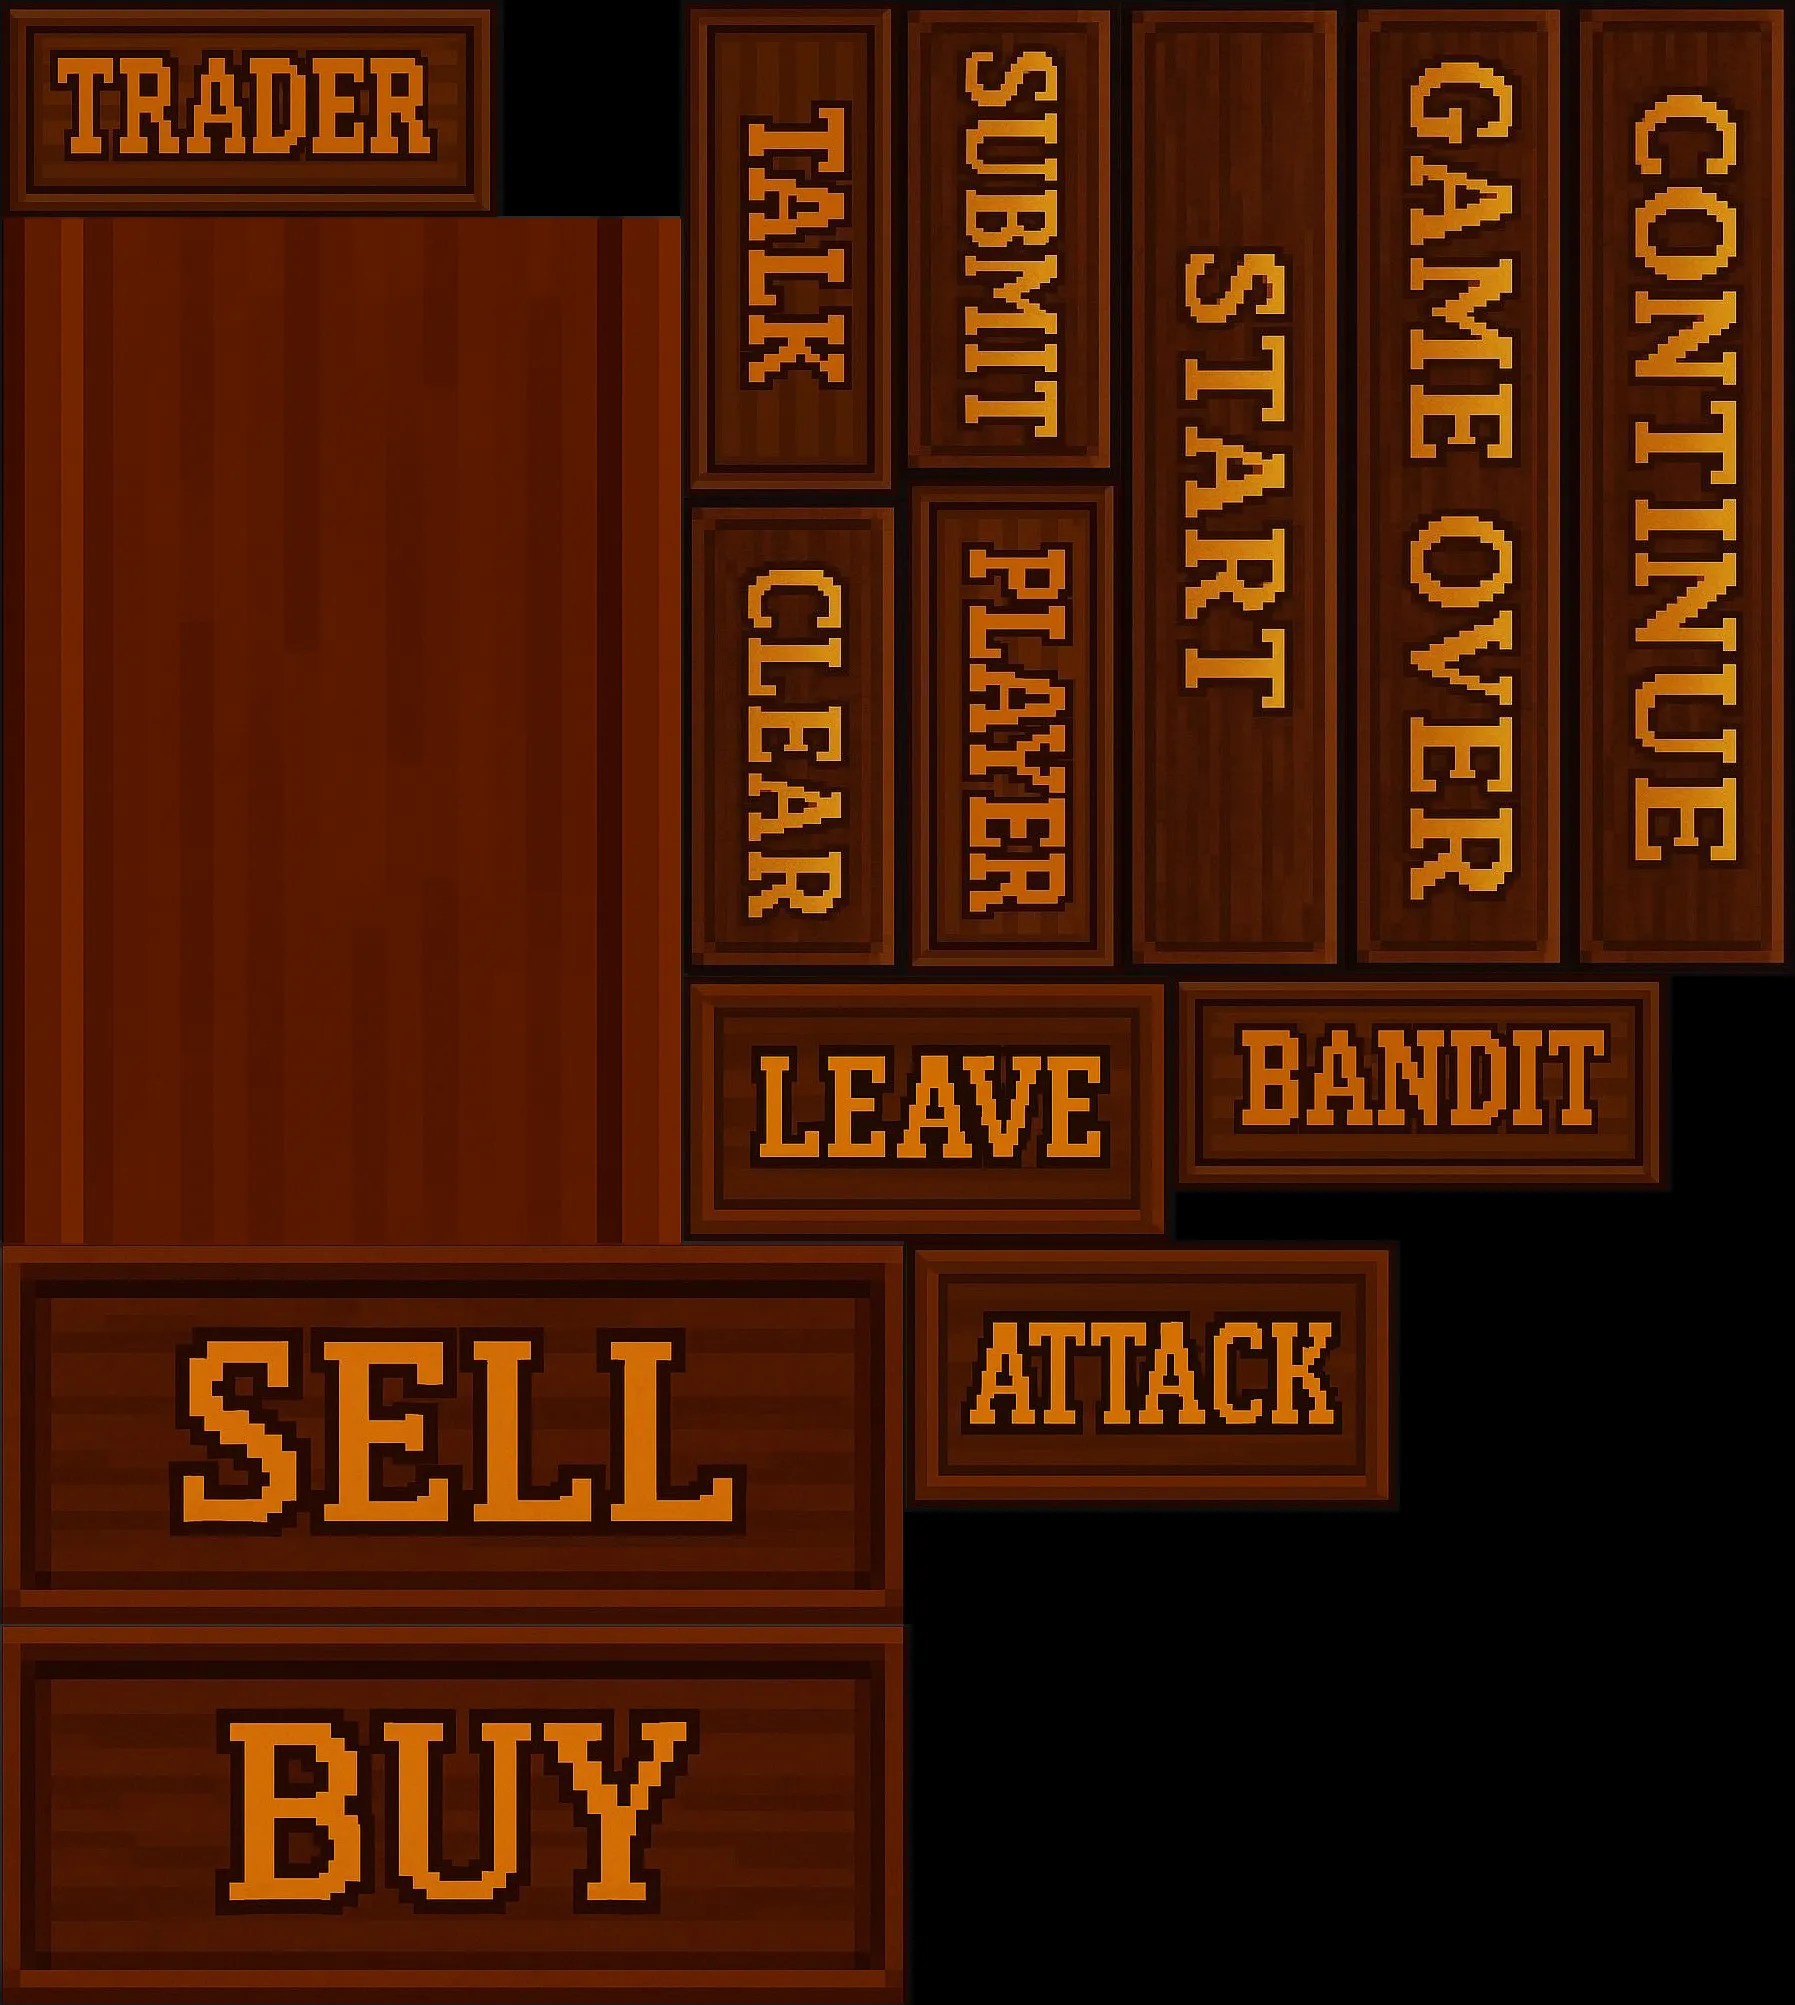 TRADER
TALK
SUBMIT
START
GAME OVER
CONTINUE
CLEAR
PLAYER
LEAVE
BANDIT
SELL
ATTACK
BUY